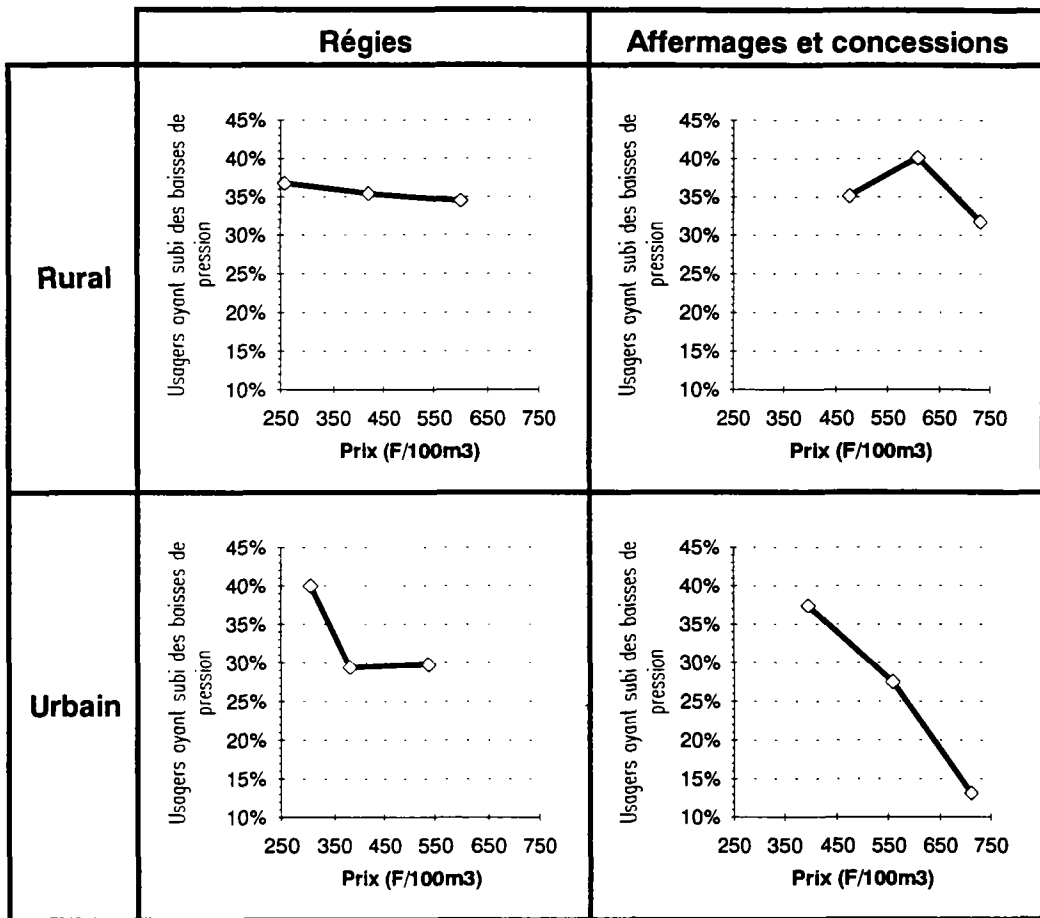 Régies
Affermages et concessions
Rural
Usagers ayant subi des baisses de
pression
45%
40%
35%
30%
25%
20%
15%
10%
250 350 450 550 650 750
Prix (F/100m3)
Usagers ayant subi des baisses de
pression
45%
40%
35%
30%
25%
20%
15%
10%
250 350 450 550 650 750
Prix (F/100m3)
Urbain
Usagers ayant subi des baisses de
pression
45%
40%
35%
30%
25%
20%
15%
10%
250 350 450 550 650 750
Prix (F/100m3)
Usagers ayant subi des baisses de
pression
45%
40%
35%
30%
25%
20%
15%
10%
250 350 450 550 650 750
Prix (F/100m3)